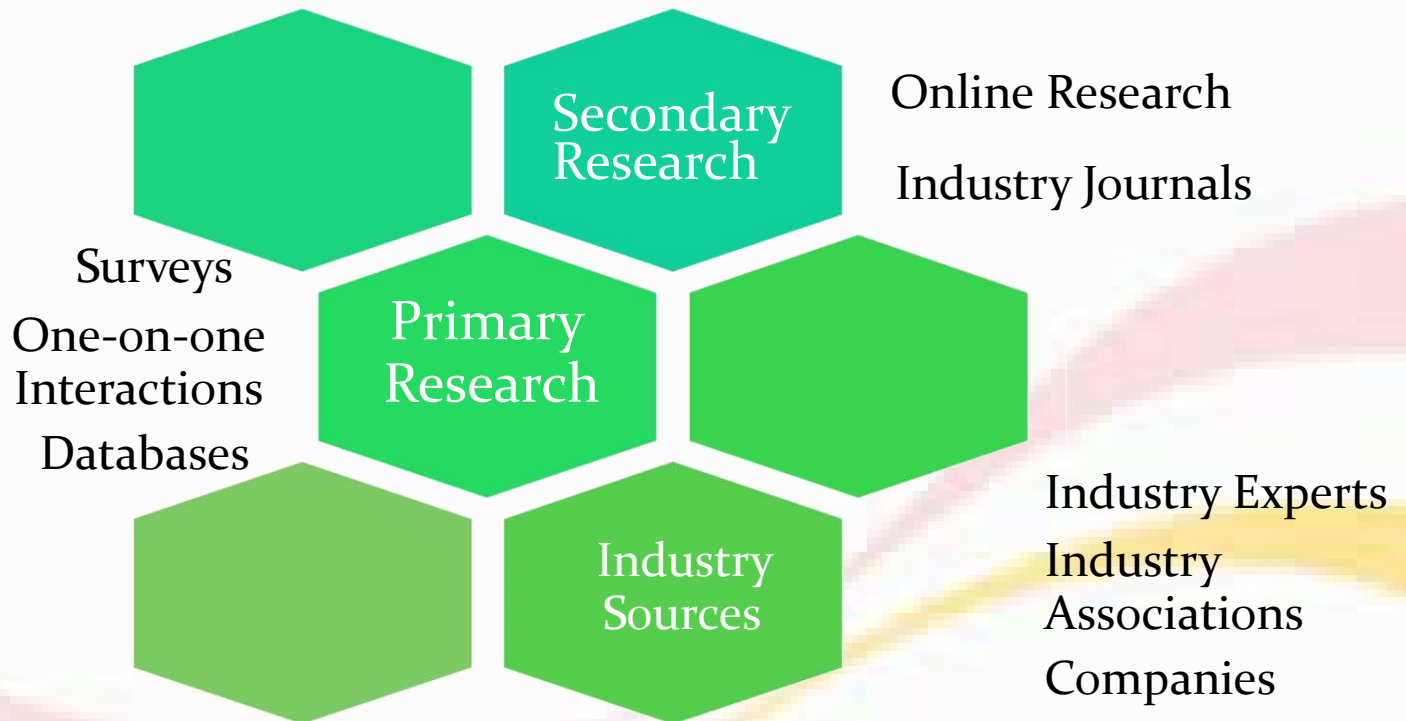 Secondary
Research
Online Research
Industry Journals
Surveys
One-on-one
Interactions
Databases
Primary
Research
Industry
Sources
Industry Experts
Industry
Associations
Companies